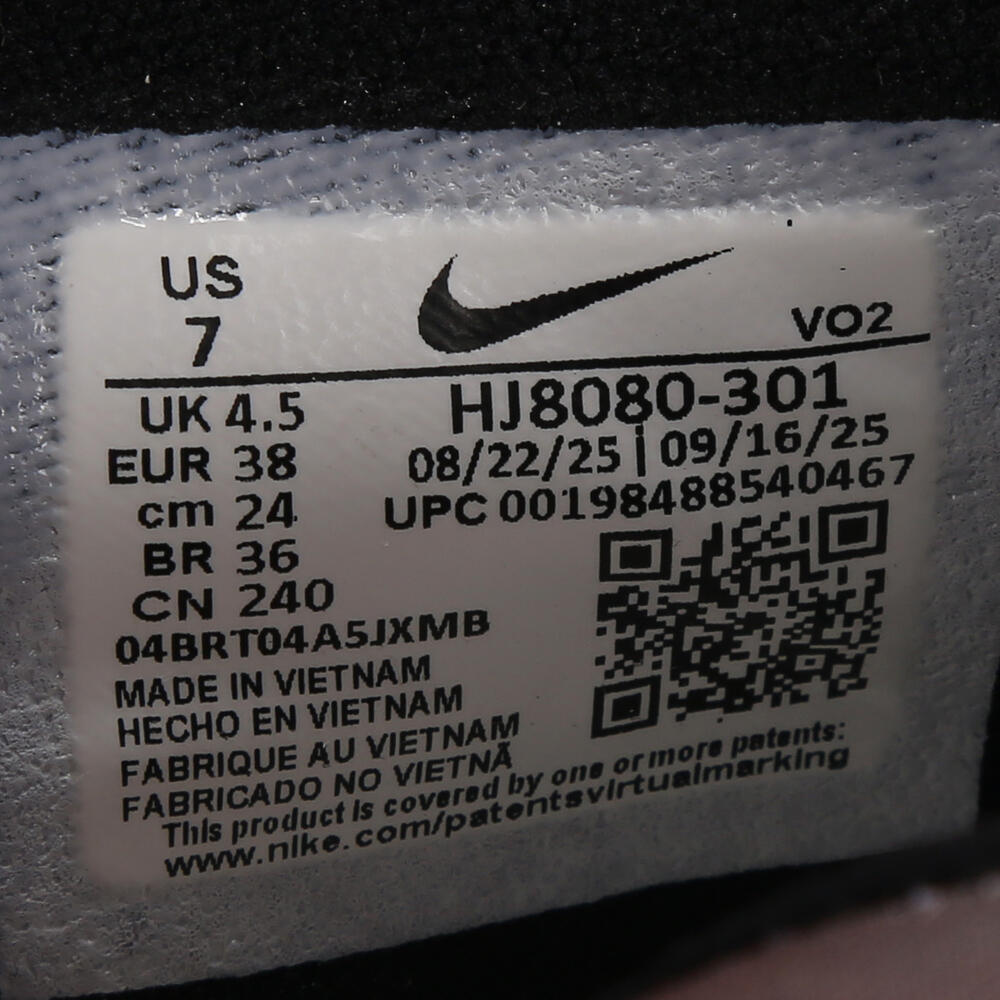 US
7
VO2
UK 4.5
EUR 38
cm 24
BR 36
CN 240
HJ8080-301
08/22/25 | 09/16/25
UPC 00198488540467
04BRT04A5JXMB
MADE IN VIETNAM
HECHO EN VIETNAM
FABRIQUE AU VIETNAM
FABRICADO NO VIETNÃ
This product is covered by one or more patents:
www.nike.com/patentsvirtualmarking